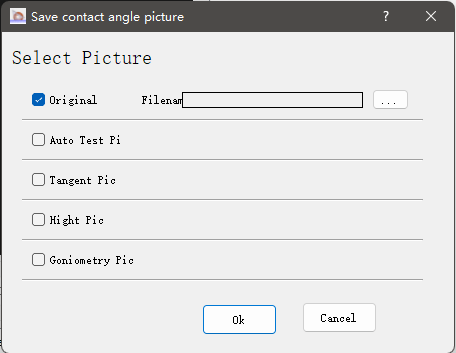 Save contact angle picture ?
Select Picture
Original Filenam ...
Auto Test Pi
Tangent Pic
Hight Pic
Goniometry Pic
Ok Cancel